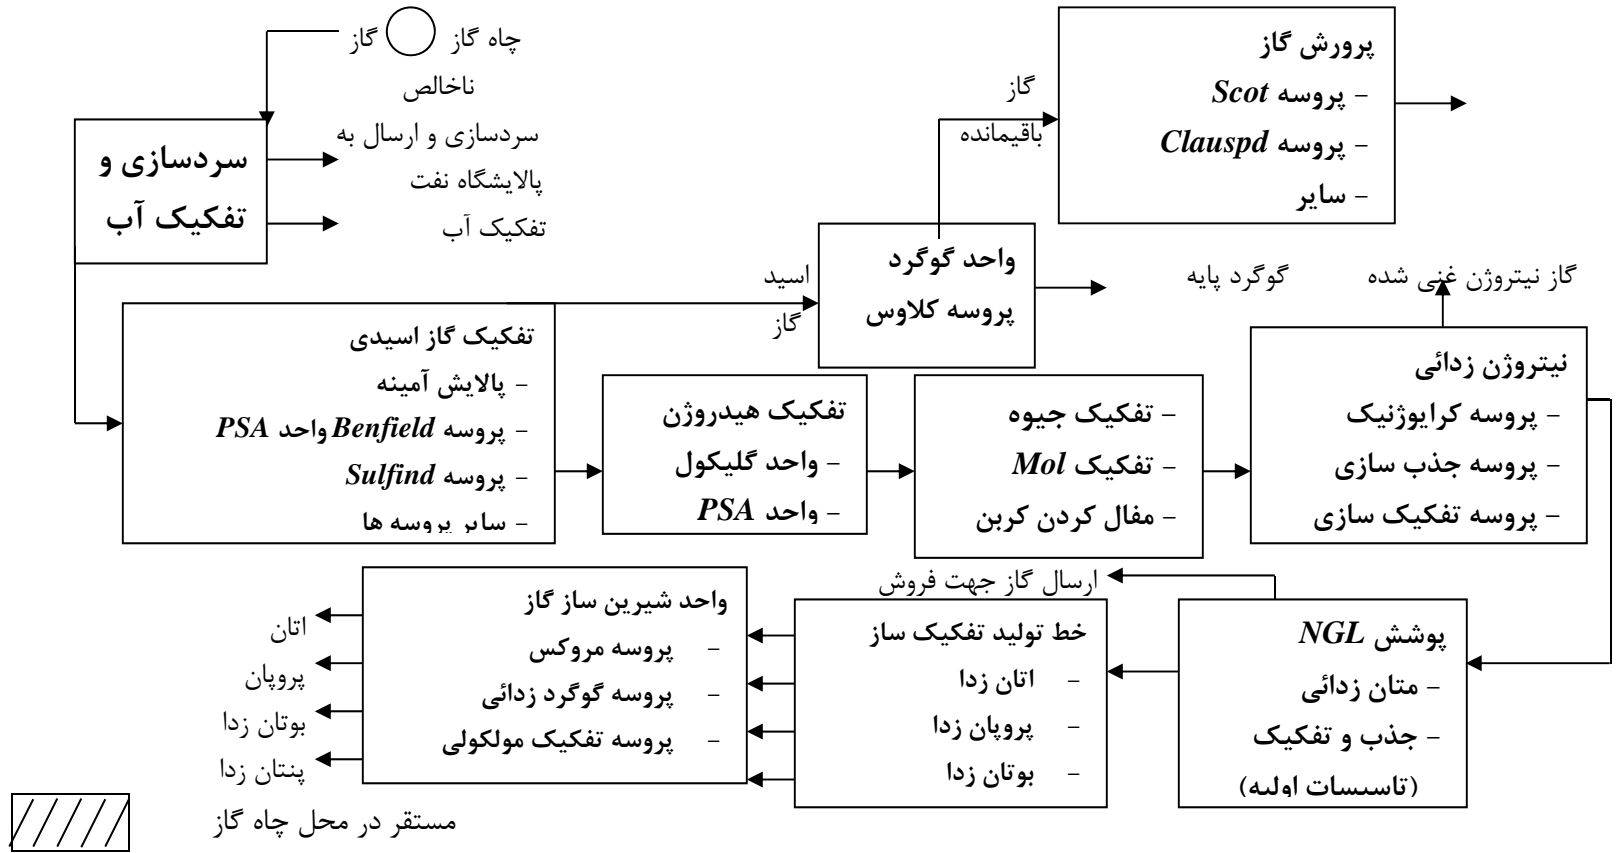 چاه گاز
گاز
ناخالص
سردسازی و ارسال به
پالایشگاه نفت
تفکیک آب
سردسازی و
تفکیک آب
گاز
باقیمانده
پرورش گاز
- پروسه Scot
- پروسه Clauspd
- سایر
واحد گوگرد
پروسه کلاوس
اسید
گاز
گوگرد پایه
گاز نیتروژن غنی شده
تفکیک گاز اسیدی
- پالایش آمینه
- پروسه Benfield واحد PSA
- پروسه Sulfind
- سایر پروسه ها
تفکیک هیدروژن
- واحد گلیکول
- واحد PSA
- تفکیک جیوه
- تفکیک Mol
- مفال کردن کربن
نیتروژن زدائی
- پروسه کرایوژنیک
- پروسه جذب سازی
- پروسه تفکیک سازی
ارسال گاز جهت فروش
پوشش NGL
- متان زدائی
- جذب و تفکیک
(تاسیسات اولیه)
خط تولید تفکیک ساز
- اتان زدا
- پروپان زدا
- بوتان زدا
واحد شیرین ساز گاز
- پروسه مروکس
- پروسه گوگرد زدائی
- پروسه تفکیک مولکولی
اتان
پروپان
بوتان زدا
پنتان زدا
مستقر در محل چاه گاز